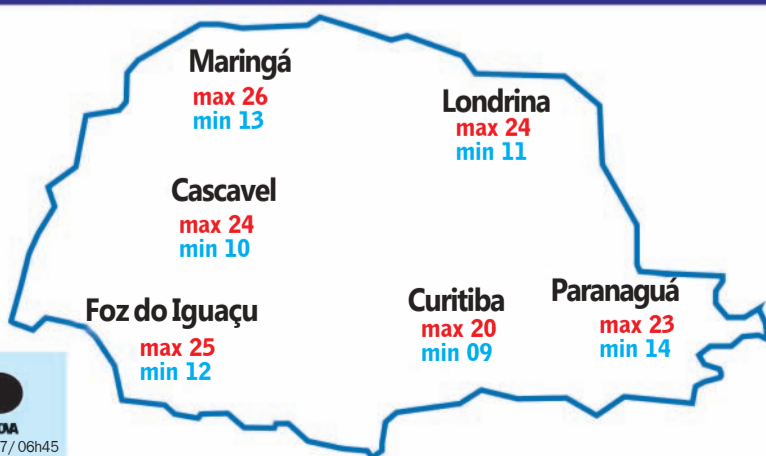 Maringá
max 26
min 13
Londrina
max 24
min 11
Cascavel
max 24
min 10
Foz do Iguaçu
max 25
min 12
Curitiba
max 20
min 09
Paranaguá
max 23
min 14
7/06h45